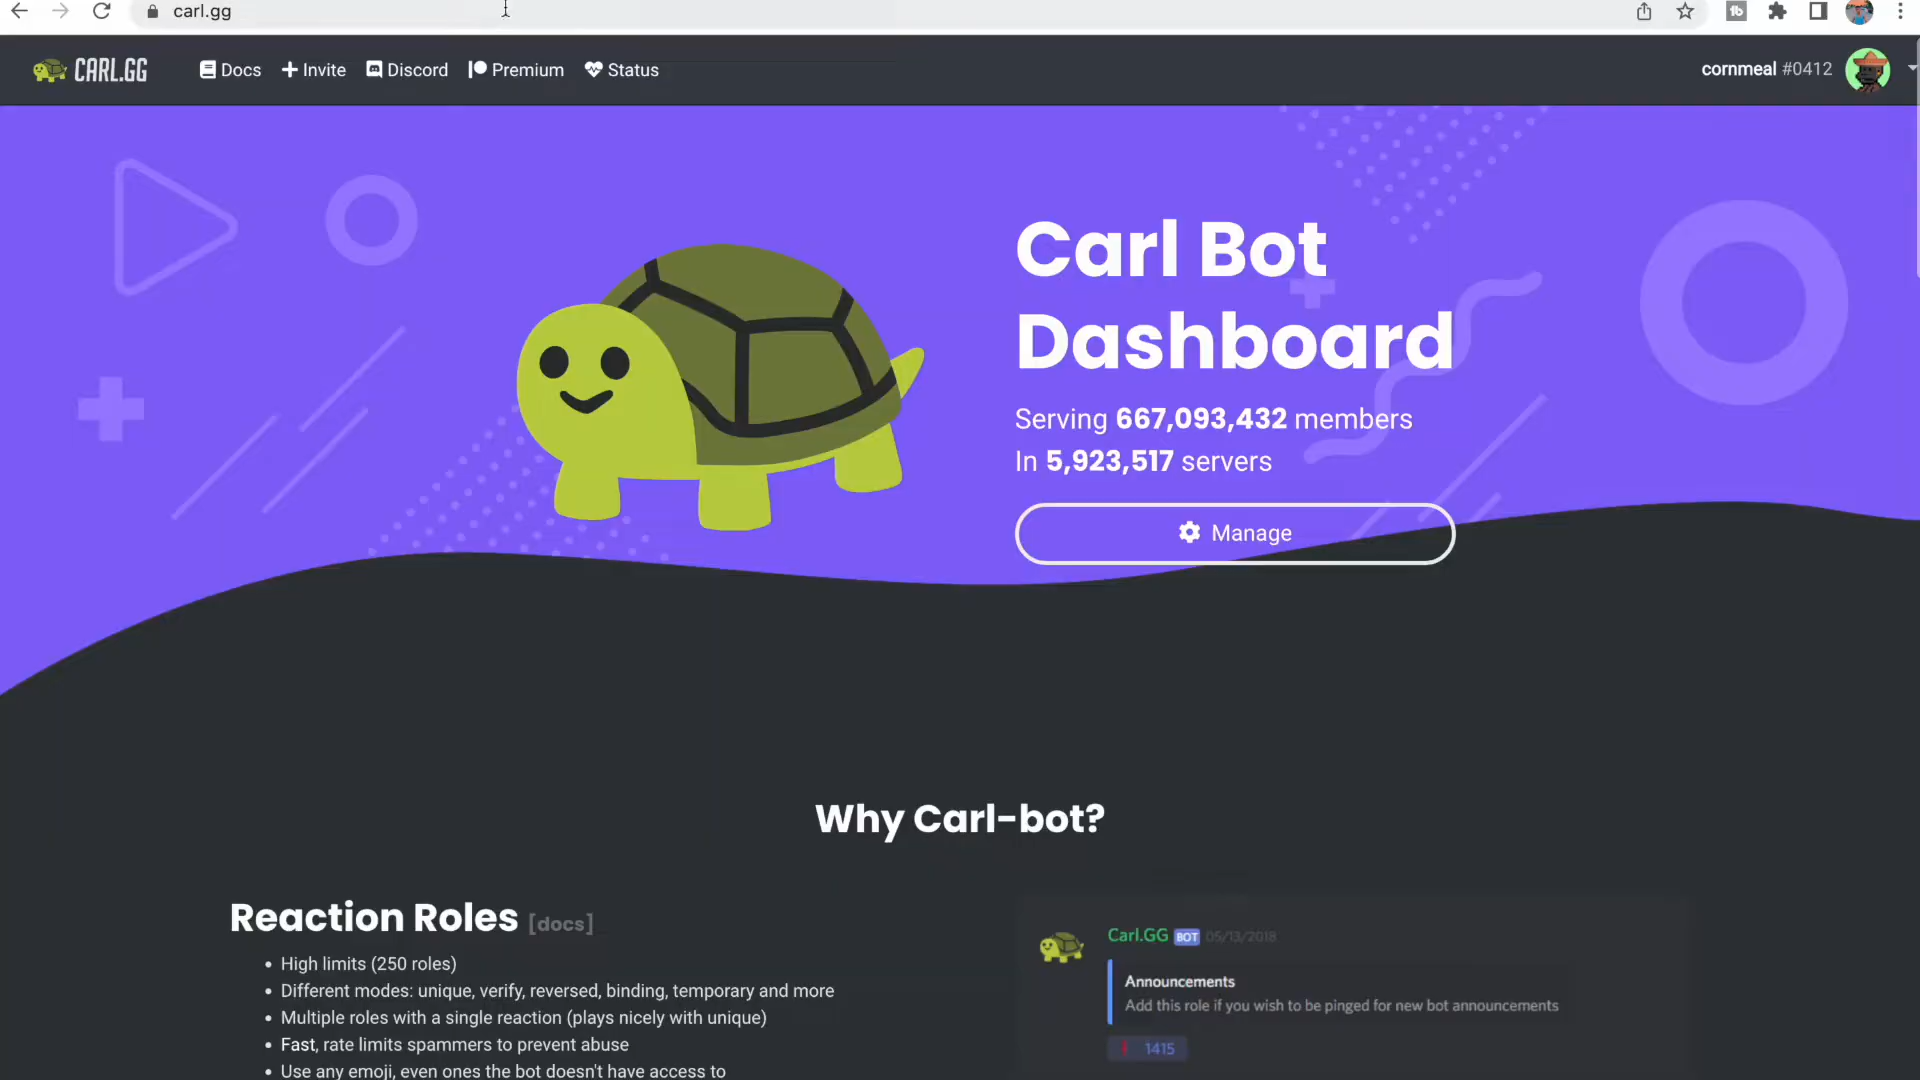 carl.gg
CARL.GG Docs Invite Discord Premium Status cornmeal #0412
Carl Bot
Dashboard
Serving 667,093,432 members
In 5,923,517 servers
Manage
Why Carl-bot?
Reaction Roles [docs]
High limits (250 roles)
Different modes: unique, verify, reversed, binding, temporary and more
Multiple roles with a single reaction (plays nicely with unique)
Fast, rate limits spammers to prevent abuse
Use any emoji, even ones the bot doesn't have access to
Carl.GG BOT 05/13/2018
Announcements
Add this role if you wish to be pinged for new bot announcements
1415